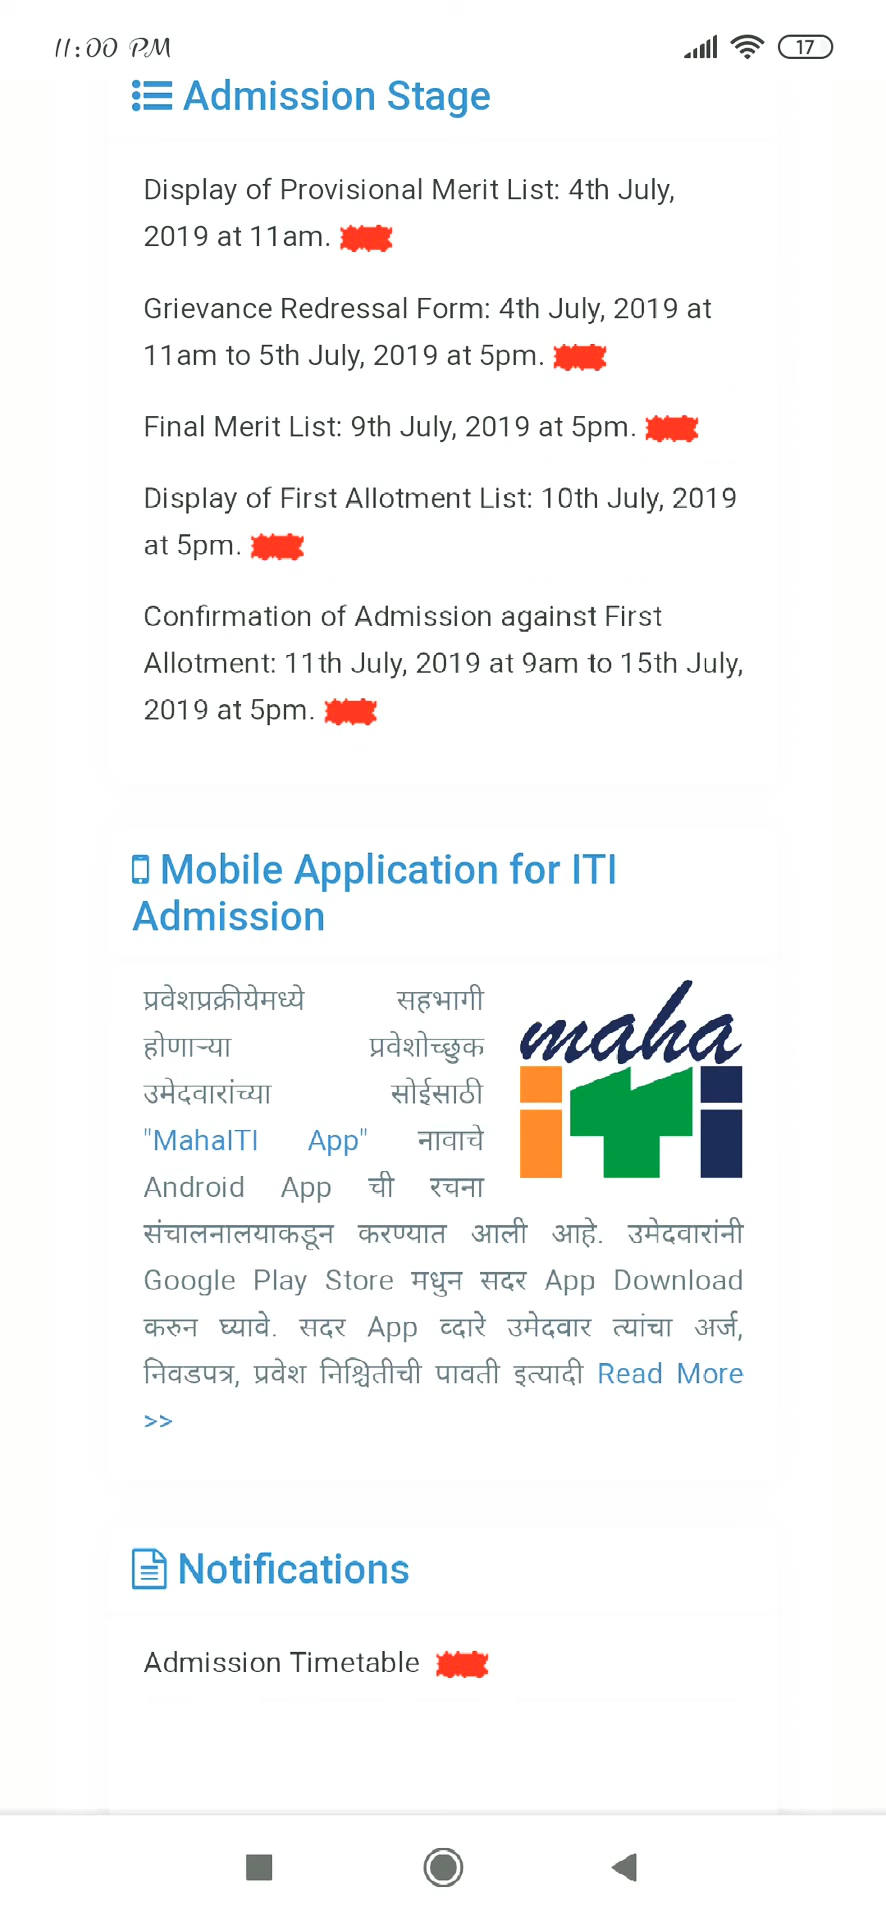 11:00 PM
17
Admission Stage
Display of Provisional Merit List: 4th July,
2019 at 11am.
Grievance Redressal Form: 4th July, 2019 at
11am to 5th July, 2019 at 5pm.
Final Merit List: 9th July, 2019 at 5pm.
Display of First Allotment List: 10th July, 2019
at 5pm.
Confirmation of Admission against First
Allotment: 11th July, 2019 at 9am to 15th July,
2019 at 5pm.
Mobile Application for ITI
Admission
प्रवेशप्रक्रीयेमध्ये सहभागी
होणाऱ्या प्रवेशोच्छुक
उमेदवारांच्या सोईसाठी
"MahaITI App" नावाचे
Android App ची रचना
maha
iTi
संचालनालयाकडून करण्यात आली आहे. उमेदवारांनी
Google Play Store मधुन सदर App Download
करुन घ्यावे. सदर App व्दारे उमेदवार त्यांचा अर्ज,
निवडपत्र, प्रवेश निश्चितीची पावती इत्यादी Read More
>>
Notifications
Admission Timetable